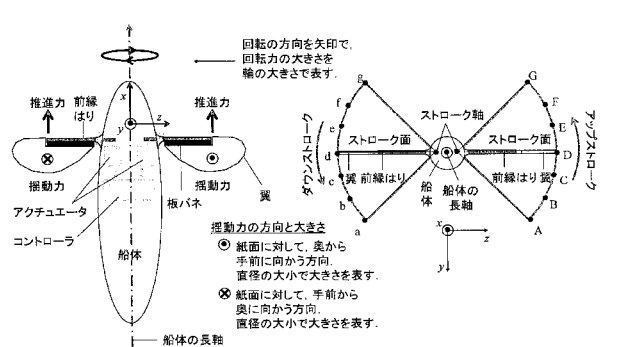 回転の方向を矢印で,
回転力の大きさを
輪の大きさで表す.
推進力
前縁
はり
x
y
z
推進力
揺動力
揺動力
翼
アクチュエータ
板バネ
コントローラ
船体
船体の長軸
揺動力の方向と大きさ
紙面に対して, 奥から
手前に向かう方向.
直径の大小で大きさを表す.
紙面に対して, 手前から
奥に向かう方向.
直径の大小で大きさを表す.
g
f
e
d
c
b
a
G
F
E
D
C
B
A
ストローク軸
ストローク面
ストローク面
ダウンストローク
アップストローク
翼 前縁はり
前縁はり 翼
船体
船体の
長軸
x
z
y